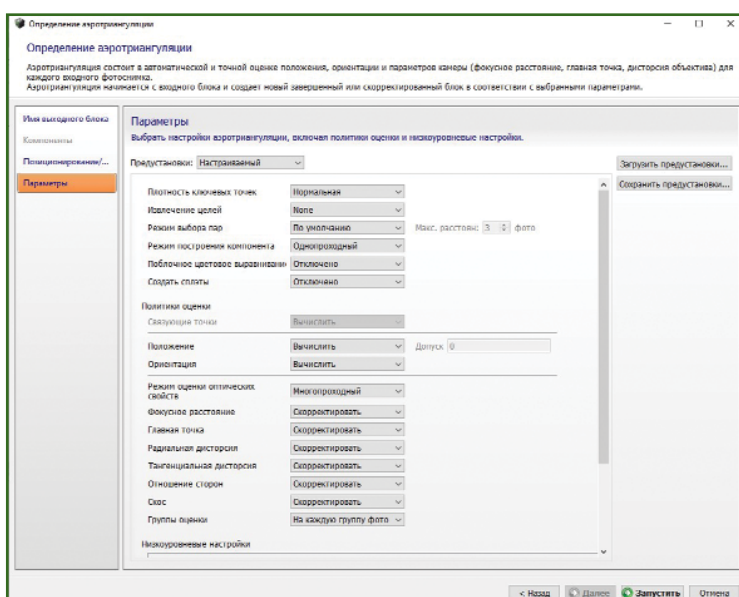 Определение аэротриангуляции
Определение аэротриангуляции
Аэротриангуляция состоит в автоматической и точной оценке положения, ориентации и параметров камеры (фокусное расстояние, главная точка, дисторсия объектива) для
каждого входного фотоснимка.
Аэротриангуляция начинается с входного блока и создает новый завершенный или скорректированный блок в соответствии с выбранными параметрами.
Имя выходного блока
Компоненты
Позиционирование/...
Параметры
Параметры
Выбрать настройки аэротриангуляции, включая политики оценки и низкоуровневые настройки.
Предустановки: Настраиваемый
Загрузить предустановки...
Сохранить предустановки...
Плотность ключевых точек Нормальная
Извлечение целей None
Режим выбора пар По умолчанию Макс. расстоян: 3 фото
Режим построения компонента Однопроходный
Поблочное цветовое выравниван Отключено
Создать сплаты Отключено
Политики оценки
Связующие точки Вычислить
Положение Вычислить Допуск 0
Ориентация Вычислить
Режим оценки оптических
свойств Многопроходный
Фокусное расстояние Скорректировать
Главная точка Скорректировать
Радиальная дисторсия Скорректировать
Тангенциальная дисторсия Скорректировать
Отношение сторон Скорректировать
Скос Скорректировать
Группы оценки На каждую группу фото
Низкоуровневые настройки
< Назад Далее Запустить Отмена